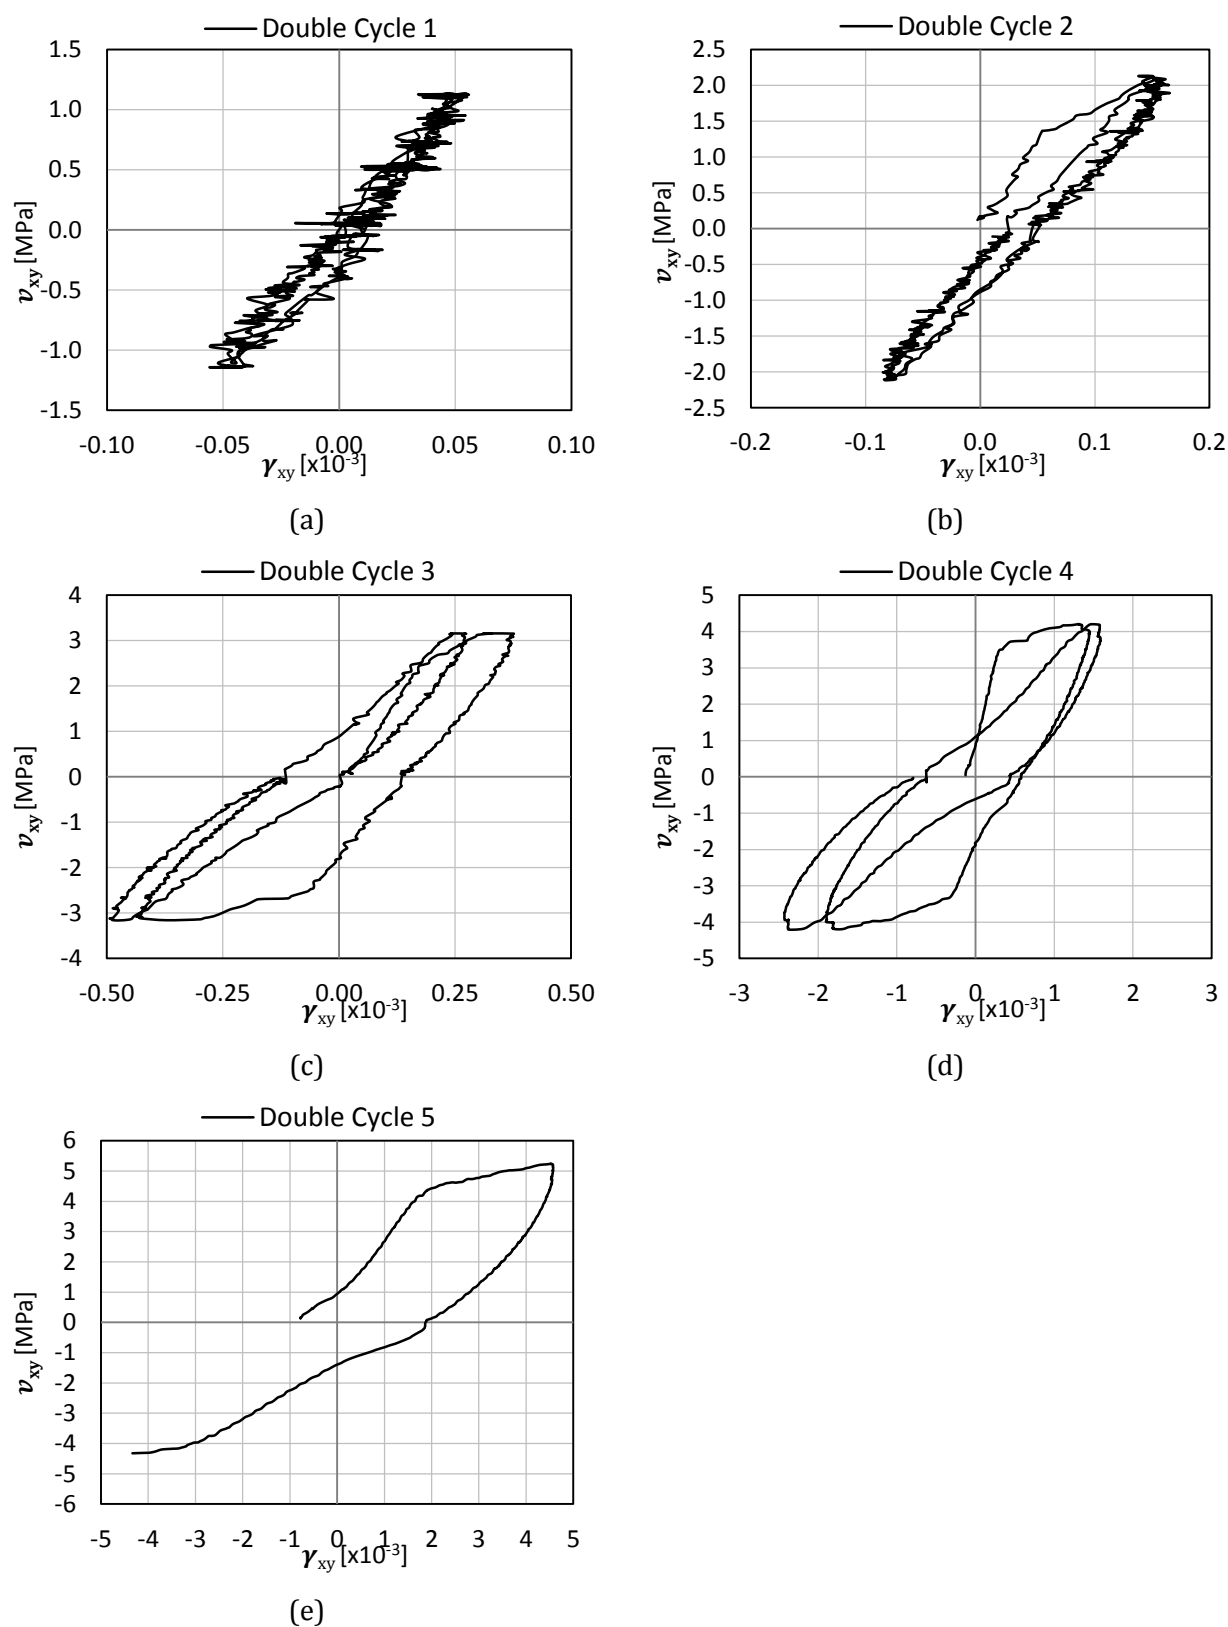 Double Cycle 1
1.5
1.0
0.5
0.0
-0.5
-1.0
-1.5
-0.10 -0.05 0.00 0.05 0.10
vxy [MPa]
γxy [x10-3]
(a)
Double Cycle 2
2.5
2.0
1.5
1.0
0.5
0.0
-0.5
-1.0
-1.5
-2.0
-2.5
-0.2 -0.1 0.0 0.1 0.2
vxy [MPa]
γxy [x10-3]
(b)
Double Cycle 3
4
3
2
1
0
-1
-2
-3
-4
-0.50 -0.25 0.00 0.25 0.50
vxy [MPa]
γxy [x10-3]
(c)
Double Cycle 4
5
4
3
2
1
0
-1
-2
-3
-4
-5
-3 -2 -1 0 1 2 3
vxy [MPa]
γxy [x10-3]
(d)
Double Cycle 5
6
5
4
3
2
1
0
-1
-2
-3
-4
-5
-6
-5 -4 -3 -2 -1 0 1 2 3 4 5
vxy [MPa]
γxy [x10-3]
(e)